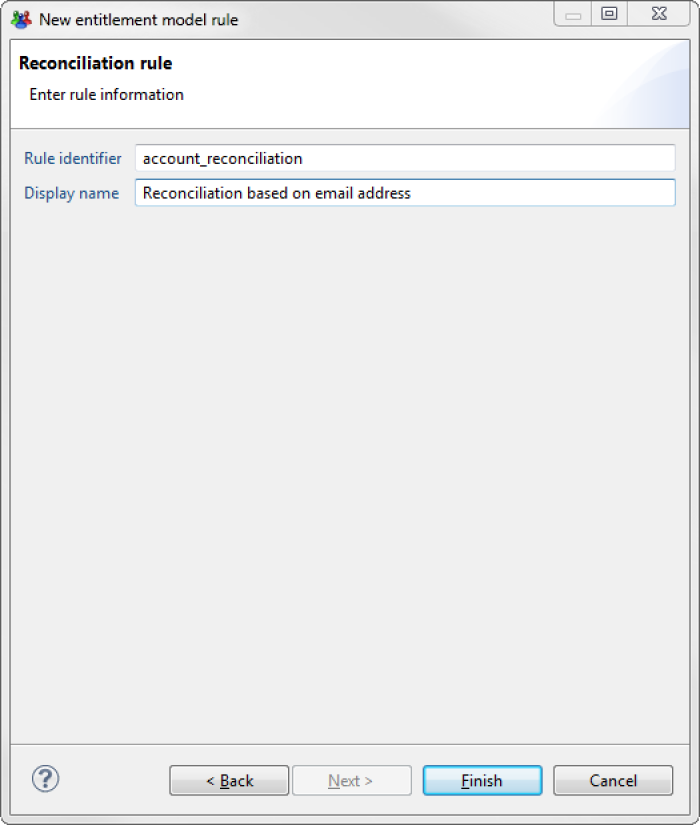 New entitlement model rule
Reconciliation rule
Enter rule information
Rule identifier account_reconciliation
Display name Reconciliation based on email address
? < Back Next > Finish Cancel